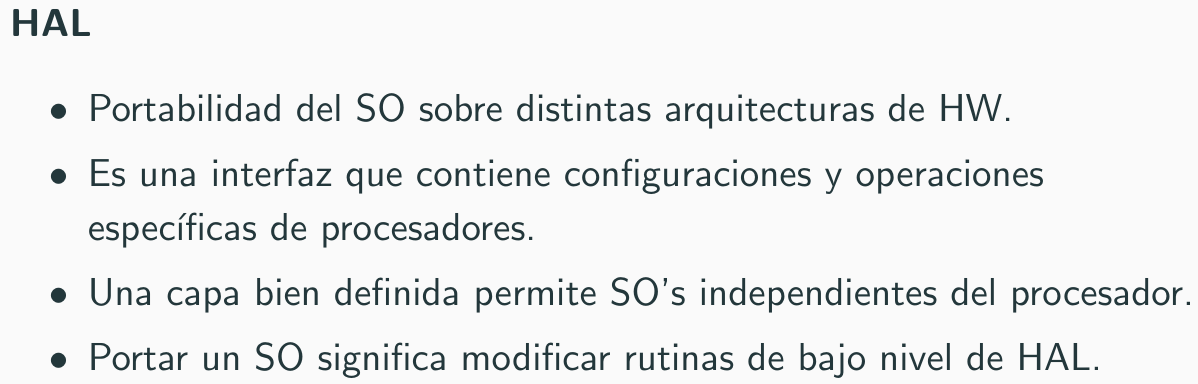 HAL
• Portabilidad del SO sobre distintas arquitecturas de HW.
• Es una interfaz que contiene configuraciones y operaciones
específicas de procesadores.
• Una capa bien definida permite SO's independientes del procesador.
• Portar un SO significa modificar rutinas de bajo nivel de HAL.